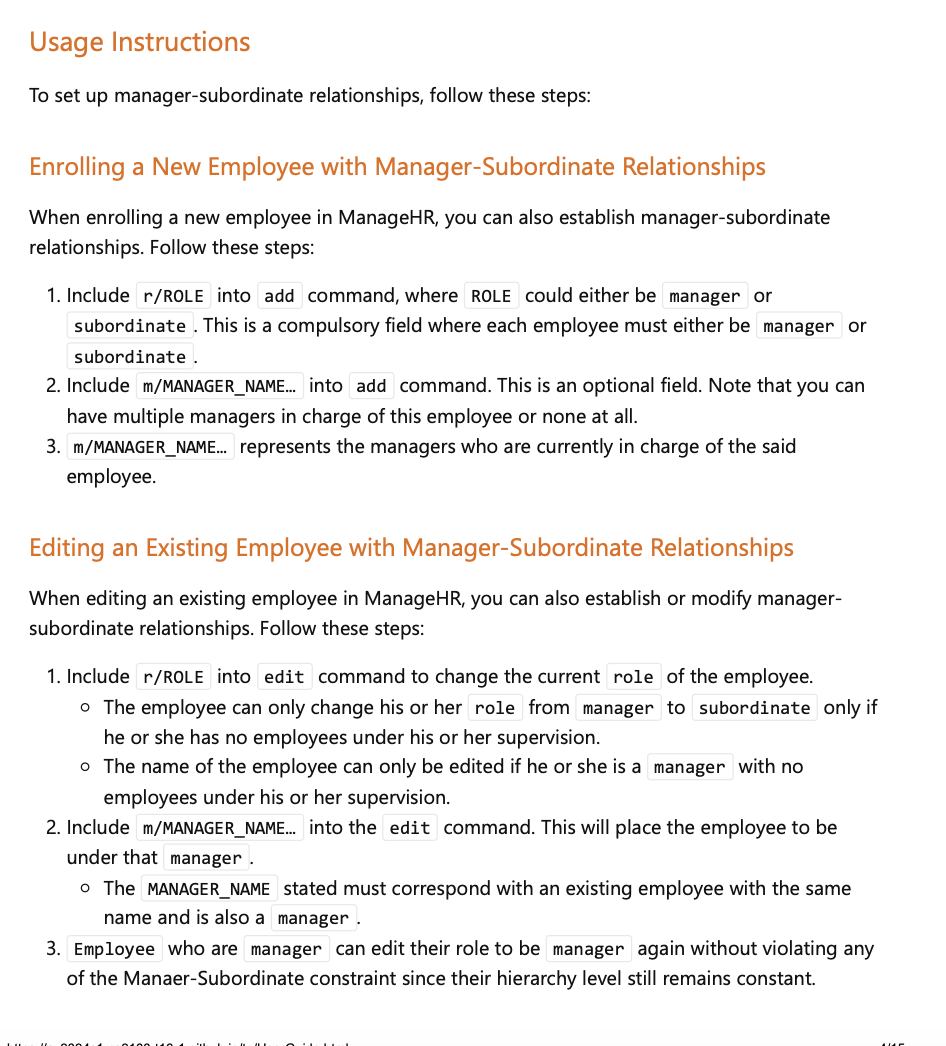 Usage Instructions
To set up manager-subordinate relationships, follow these steps:
Enrolling a New Employee with Manager-Subordinate Relationships
When enrolling a new employee in ManageHR, you can also establish manager-subordinate
relationships. Follow these steps:
1. Include r/ROLE into add command, where ROLE could either be manager or
subordinate . This is a compulsory field where each employee must either be manager or
subordinate .
2. Include m/MANAGER_NAME… into add command. This is an optional field. Note that you can
have multiple managers in charge of this employee or none at all.
3. m/MANAGER_NAME… represents the managers who are currently in charge of the said
employee.
Editing an Existing Employee with Manager-Subordinate Relationships
When editing an existing employee in ManageHR, you can also establish or modify manager-
subordinate relationships. Follow these steps:
1. Include r/ROLE into edit command to change the current role of the employee.
○ The employee can only change his or her role from manager to subordinate only if
he or she has no employees under his or her supervision.
○ The name of the employee can only be edited if he or she is a manager with no
employees under his or her supervision.
2. Include m/MANAGER_NAME… into the edit command. This will place the employee to be
under that manager .
○ The MANAGER_NAME stated must correspond with an existing employee with the same
name and is also a manager .
3. Employee who are manager can edit their role to be manager again without violating any
of the Manaer-Subordinate constraint since their hierarchy level still remains constant.